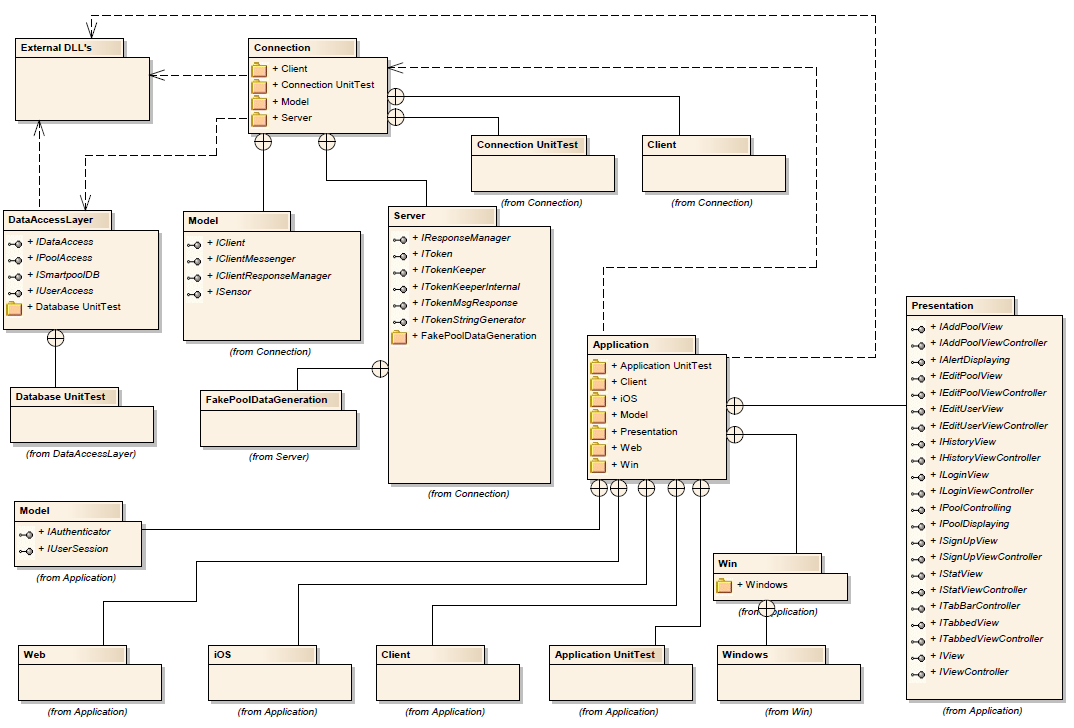 External DLL's
Connection
+ Client
+ Connection UnitTest
+ Model
+ Server
Connection UnitTest
(from Connection)
Client
(from Connection)
DataAccessLayer
+ IDataAccess
+ IPoolAccess
+ ISmartpoolDB
+ IUserAccess
+ Database UnitTest
Model
+ IClient
+ IClientMessenger
+ IClientResponseManager
+ ISensor
(from Connection)
Server
+ IResponseManager
+ IToken
+ ITokenKeeper
+ ITokenKeeperInternal
+ ITokenMsgResponse
+ ITokenStringGenerator
+ FakePoolDataGeneration
(from Connection)
Database UnitTest
(from DataAccessLayer)
FakePoolDataGeneration
(from Server)
Application
+ Application UnitTest
+ Client
+ iOS
+ Model
+ Presentation
+ Web
+ Win
Presentation
+ IAddPoolView
+ IAddPoolViewController
+ IAlertDisplaying
+ IEditPoolView
+ IEditPoolViewController
+ IEditUserView
+ IEditUserViewController
+ IHistoryView
+ IHistoryViewController
+ ILoginView
+ ILoginViewController
+ IPoolControlling
+ IPoolDisplaying
+ ISignUpView
+ ISignUpViewController
+ IStatView
+ IStatViewController
+ ITabBarController
+ ITabbedView
+ ITabbedViewController
+ IView
+ IViewController
(from Application)
Model
+ IAuthenticator
+ IUserSession
(from Application)
Win
+ Windows
(from Application)
Web
(from Application)
iOS
(from Application)
Client
(from Application)
Application UnitTest
(from Application)
Windows
(from Win)